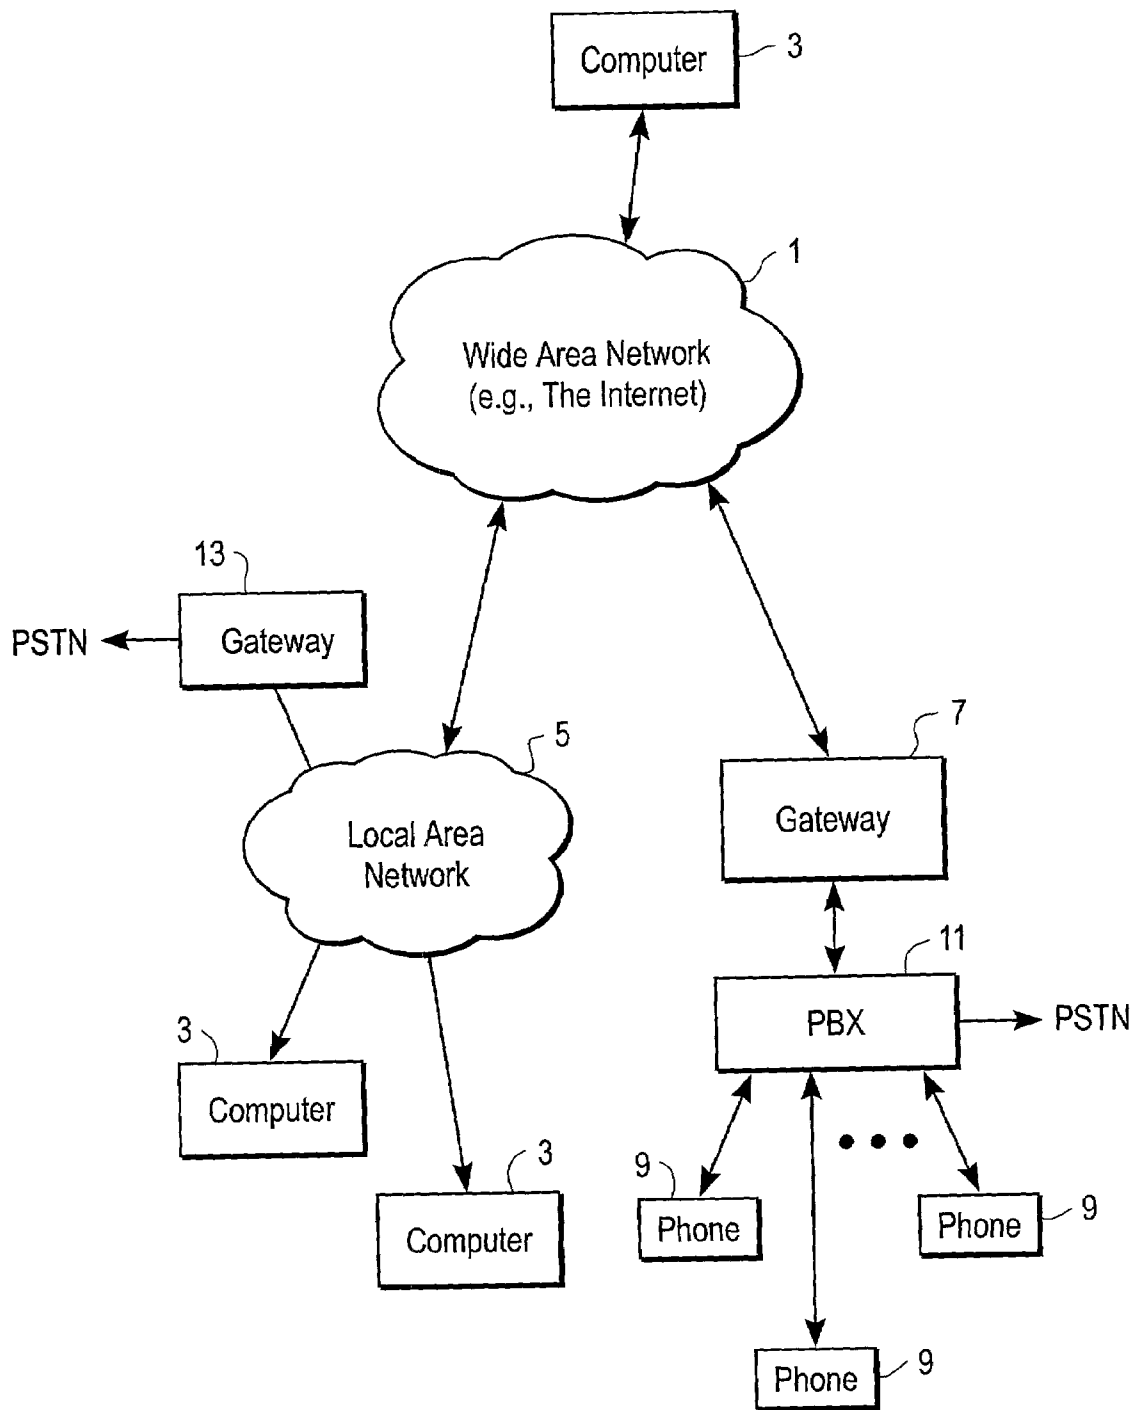 Computer
3
1
Wide Area Network
(e.g., The Internet)
13
PSTN
Gateway
5
7
Local Area
Network
Gateway
11
PBX
PSTN
3
Computer
3
Computer
9
Phone
Phone
9
Phone
9